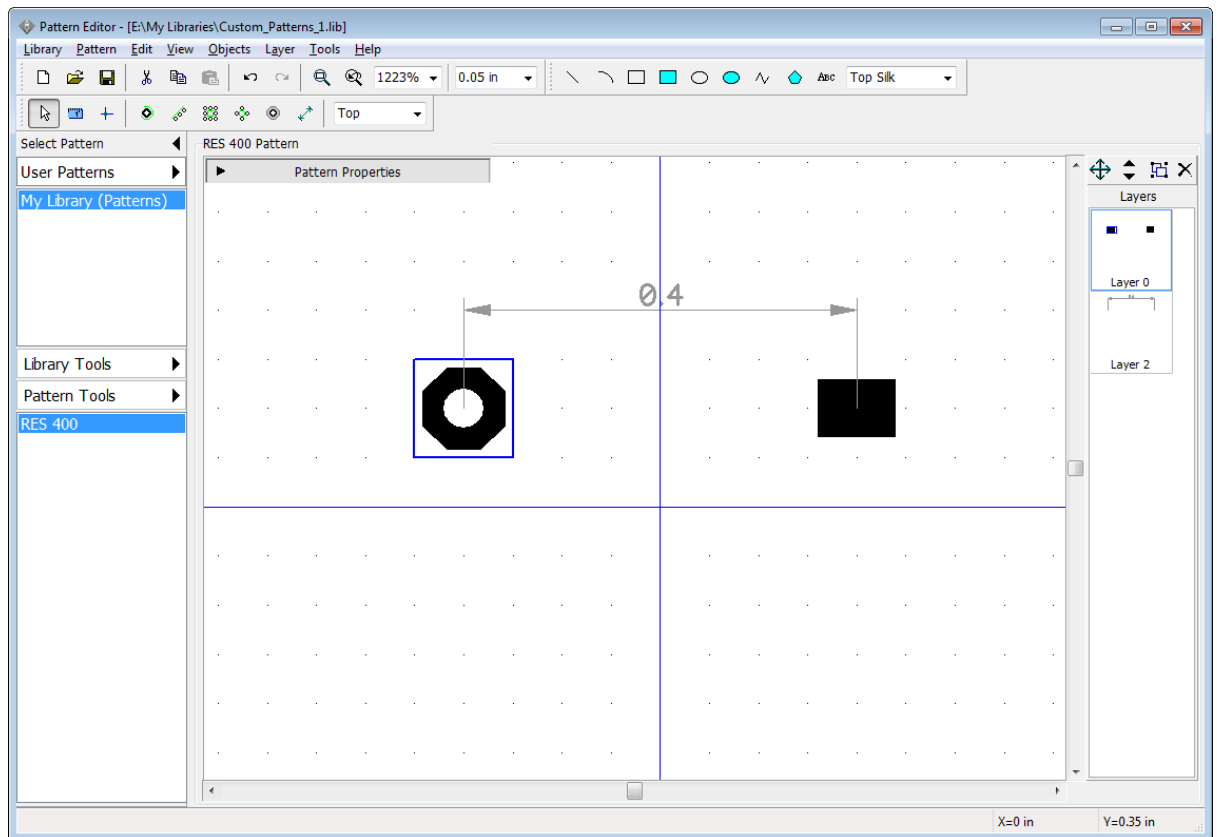 Pattern Editor - [E:\My Libraries\Custom_Patterns_1.lib]
Library Pattern Edit View Objects Layer Tools Help
1223% 0.05 in ABC Top Silk
Top
Select Pattern
RES 400 Pattern
User Patterns
Pattern Properties
My Library (Patterns)
Layers
Layer 0
0.4
Layer 2
Library Tools
Pattern Tools
RES 400
X=0 in Y=0.35 in